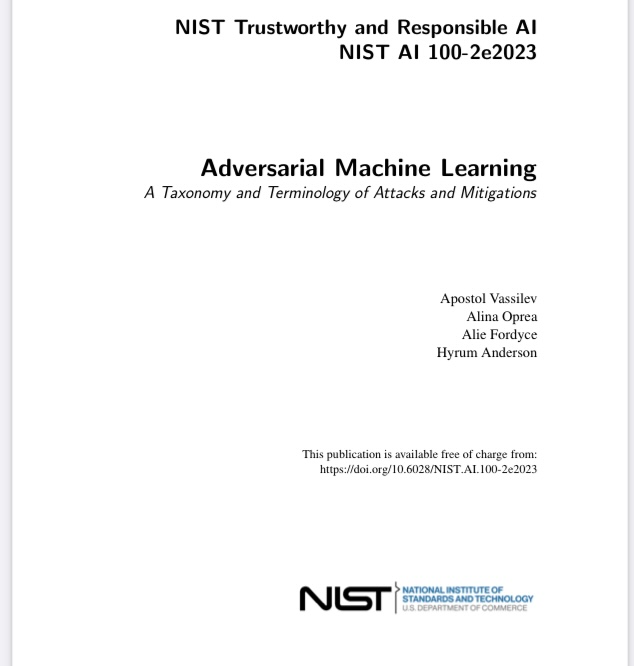 NIST Trustworthy and Responsible AI
NIST AI 100-2e2023
Adversarial Machine Learning
A Taxonomy and Terminology of Attacks and Mitigations
Apostol Vassilev
Alina Oprea
Alie Fordyce
Hyrum Anderson
This publication is available free of charge from:
https://doi.org/10.6028/NIST.AI.100-2e2023
NIST
NATIONAL INSTITUTE OF
STANDARDS AND TECHNOLOGY
U.S. DEPARTMENT OF COMMERCE